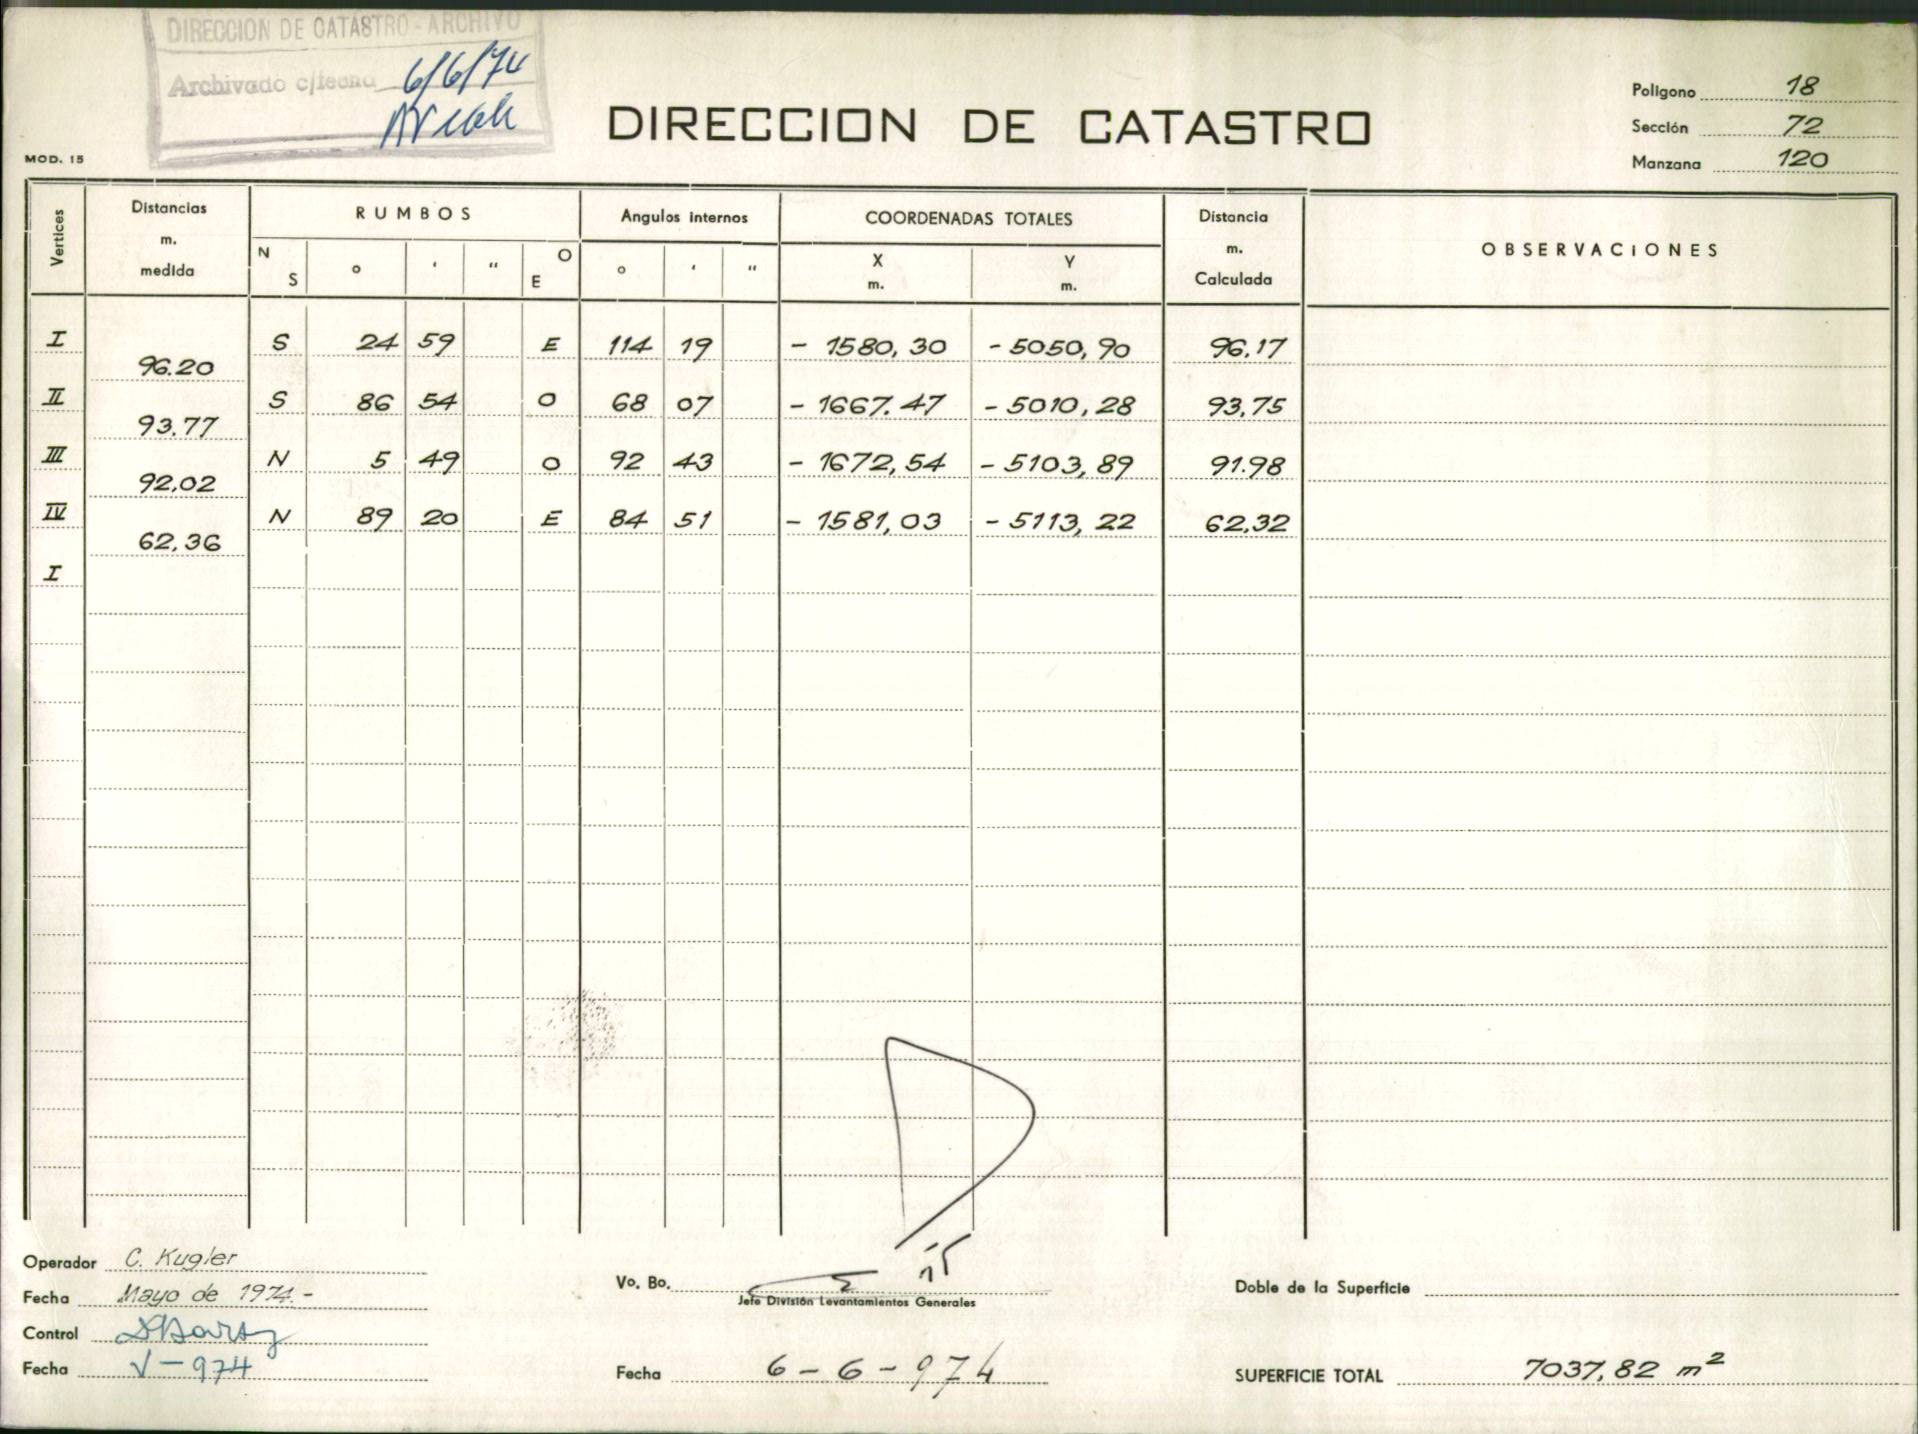 DIRECCION DE CATASTRO - ARCHIVO
Archivado c/fecha 6/6/74
DIRECCION DE CATASTRO
Poligono 18
Sección 72
Manzana 120
MOD. 15
Vertices Distancias m. medida RUMBOS N S ° ' " O E Angulos internos ° ' " COORDENADAS TOTALES X m. Y m. Distancia m. Calculada OBSERVACIONES
I S 24 59 E 114 19 - 1580,30 - 5050,90 96,17
96.20
II S 86 54 O 68 07 - 1667.47 - 5010,28 93,75
93.77
III N 5 49 O 92 43 - 1672,54 - 5103,89 91.98
92,02
IV N 89 20 E 84 51 - 1581,03 - 5113,22 62,32
62,36
I
Operador C. Kugler
Fecha Mayo de 1974.-
Control
Fecha V-974
Vo. Bo.
Jefe División Levantamientos Generales
Fecha 6-6-974
Doble de la Superficie
SUPERFICIE TOTAL 7037,82 m²